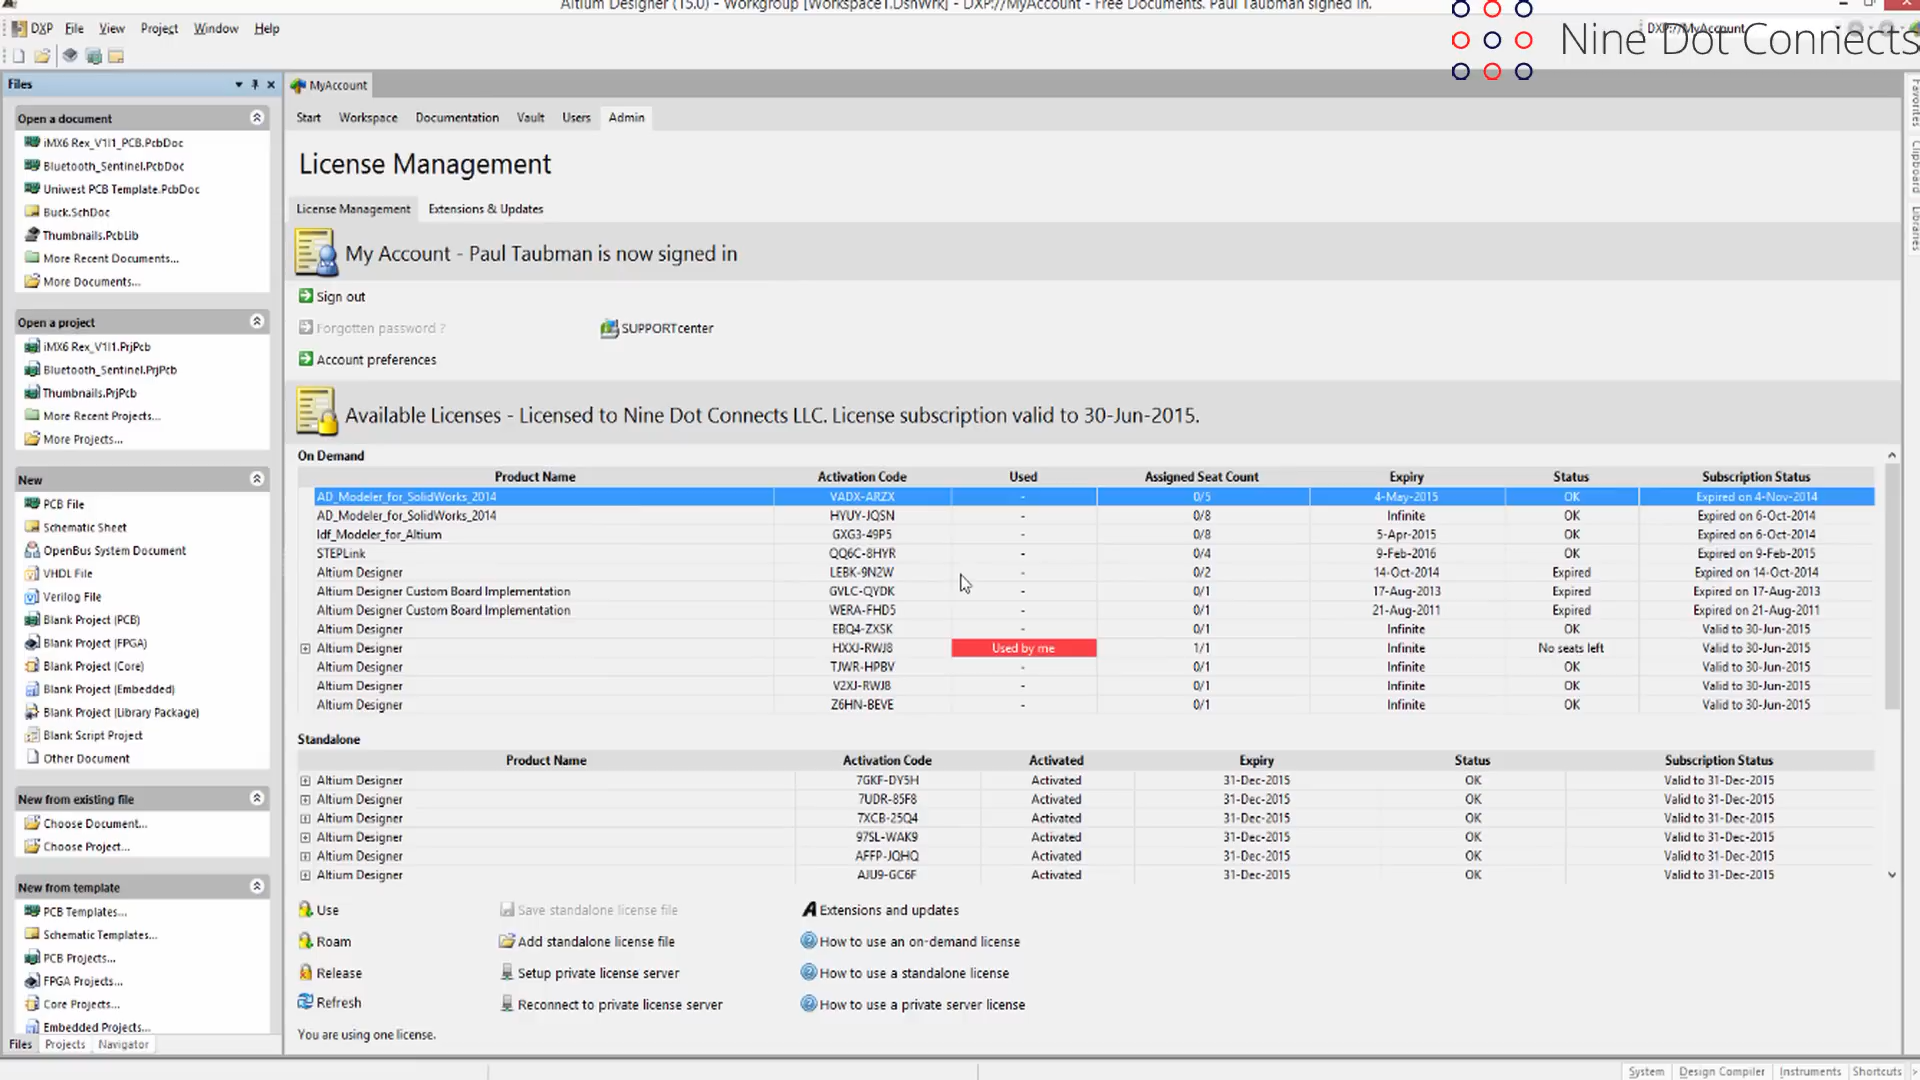 Altium Designer (15.0) - Workgroup [Workspace1.DsnWrk] - DXP://MyAccount - Free Documents. Paul Taubman signed in.
DXP File View Project Window Help
DXP://MyAccount
Nine Dot Connects
Files
MyAccount
Favorites
Clipboard
Libraries
Open a document
iMX6 Rex_V1I1_PCB.PcbDoc
Bluetooth_Sentinel.PcbDoc
Uniwest PCB Template.PcbDoc
Buck.SchDoc
Thumbnails.PcbLib
More Recent Documents...
More Documents...
Open a project
iMX6 Rex_V1I1.PrjPcb
Bluetooth_Sentinel.PrjPcb
Thumbnails.PrjPcb
More Recent Projects...
More Projects...
New
PCB File
Schematic Sheet
OpenBus System Document
VHDL File
Verilog File
Blank Project (PCB)
Blank Project (FPGA)
Blank Project (Core)
Blank Project (Embedded)
Blank Project (Library Package)
Blank Script Project
Other Document
New from existing file
Choose Document...
Choose Project...
New from template
PCB Templates...
Schematic Templates...
PCB Projects...
FPGA Projects...
Core Projects...
Embedded Projects...
Files Projects Navigator
Start Workspace Documentation Vault Users Admin
License Management
License Management Extensions & Updates
My Account - Paul Taubman is now signed in
Sign out
Forgotten password ? SUPPORTcenter
Account preferences
Available Licenses - Licensed to Nine Dot Connects LLC. License subscription valid to 30-Jun-2015.
On Demand
Product Name Activation Code Used Assigned Seat Count Expiry Status Subscription Status
AD_Modeler_for_SolidWorks_2014 VADX-ARZX - 0/5 4-May-2015 OK Expired on 4-Nov-2014
AD_Modeler_for_SolidWorks_2014 HYUY-JQSN - 0/8 Infinite OK Expired on 6-Oct-2014
Idf_Modeler_for_Altium GXG3-49P5 - 0/8 5-Apr-2015 OK Expired on 6-Oct-2014
STEPLink QQ6C-8HYR - 0/4 9-Feb-2016 OK Expired on 9-Feb-2015
Altium Designer LEBK-9N2W - 0/2 14-Oct-2014 Expired Expired on 14-Oct-2014
Altium Designer Custom Board Implementation GVLC-QYDK - 0/1 17-Aug-2013 Expired Expired on 17-Aug-2013
Altium Designer Custom Board Implementation WERA-FHD5 - 0/1 21-Aug-2011 Expired Expired on 21-Aug-2011
Altium Designer EBQ4-ZXSK - 0/1 Infinite OK Valid to 30-Jun-2015
Altium Designer HXXJ-RWJ8 Used by me 1/1 Infinite No seats left Valid to 30-Jun-2015
Altium Designer TJWR-HPBV - 0/1 Infinite OK Valid to 30-Jun-2015
Altium Designer V2XJ-RWJ8 - 0/1 Infinite OK Valid to 30-Jun-2015
Altium Designer Z6HN-BEVE - 0/1 Infinite OK Valid to 30-Jun-2015
Standalone
Product Name Activation Code Activated Expiry Status Subscription Status
Altium Designer 7GKF-DY5H Activated 31-Dec-2015 OK Valid to 31-Dec-2015
Altium Designer 7UDR-85F8 Activated 31-Dec-2015 OK Valid to 31-Dec-2015
Altium Designer 7XCB-25Q4 Activated 31-Dec-2015 OK Valid to 31-Dec-2015
Altium Designer 97SL-WAK9 Activated 31-Dec-2015 OK Valid to 31-Dec-2015
Altium Designer AFFP-JQHQ Activated 31-Dec-2015 OK Valid to 31-Dec-2015
Altium Designer AJU9-GC6F Activated 31-Dec-2015 OK Valid to 31-Dec-2015
Use Save standalone license file Extensions and updates
Roam Add standalone license file How to use an on-demand license
Release Setup private license server How to use a standalone license
Refresh Reconnect to private license server How to use a private server license
You are using one license.
System Design Compiler Instruments Shortcuts